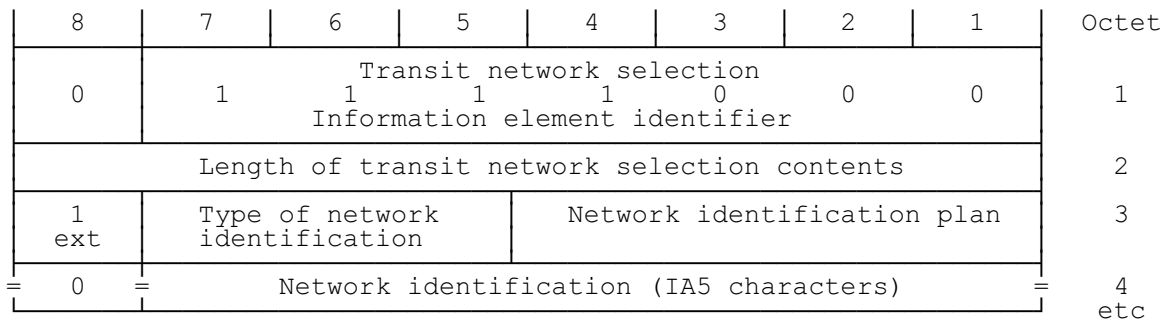 8 7 6 5 4 3 2 1 Octet
Transit network selection
0 1 1 1 1 0 0 0 1
Information element identifier
Length of transit network selection contents 2
1 Type of network Network identification plan 3
ext identification
= 0 = Network identification (IA5 characters) = 4
etc